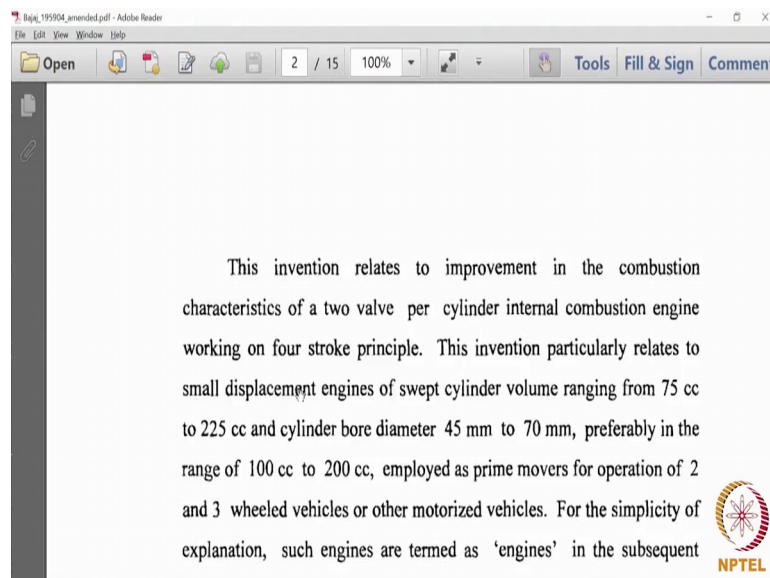 Bajaj_195904_amended.pdf - Adobe Reader
File Edit View Window Help
Open 2 / 15 100% Tools Fill & Sign Commen
This invention relates to improvement in the combustion
characteristics of a two valve per cylinder internal combustion engine
working on four stroke principle. This invention particularly relates to
small displacement engines of swept cylinder volume ranging from 75 cc
to 225 cc and cylinder bore diameter 45 mm to 70 mm, preferably in the
range of 100 cc to 200 cc, employed as prime movers for operation of 2
and 3 wheeled vehicles or other motorized vehicles. For the simplicity of
explanation, such engines are termed as 'engines' in the subsequent
NPTEL